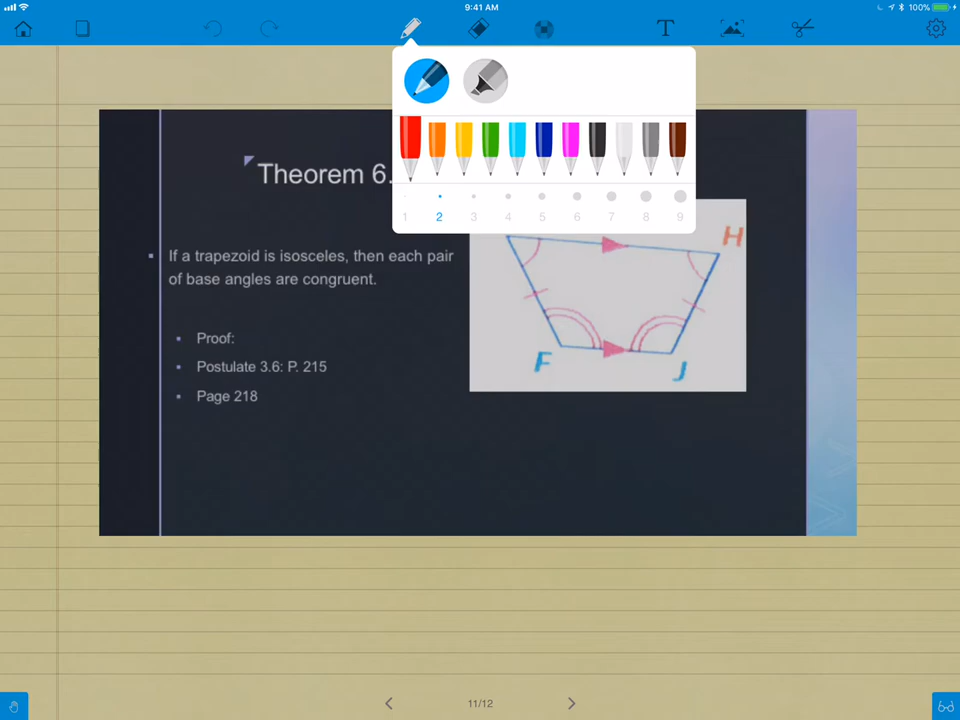 9:41 AM
100%
T
1 2 3 4 5 6 7 8 9
Theorem 6.
If a trapezoid is isosceles, then each pair
of base angles are congruent.
Proof:
Postulate 3.6: P. 215
Page 218
H
F
J
11/12